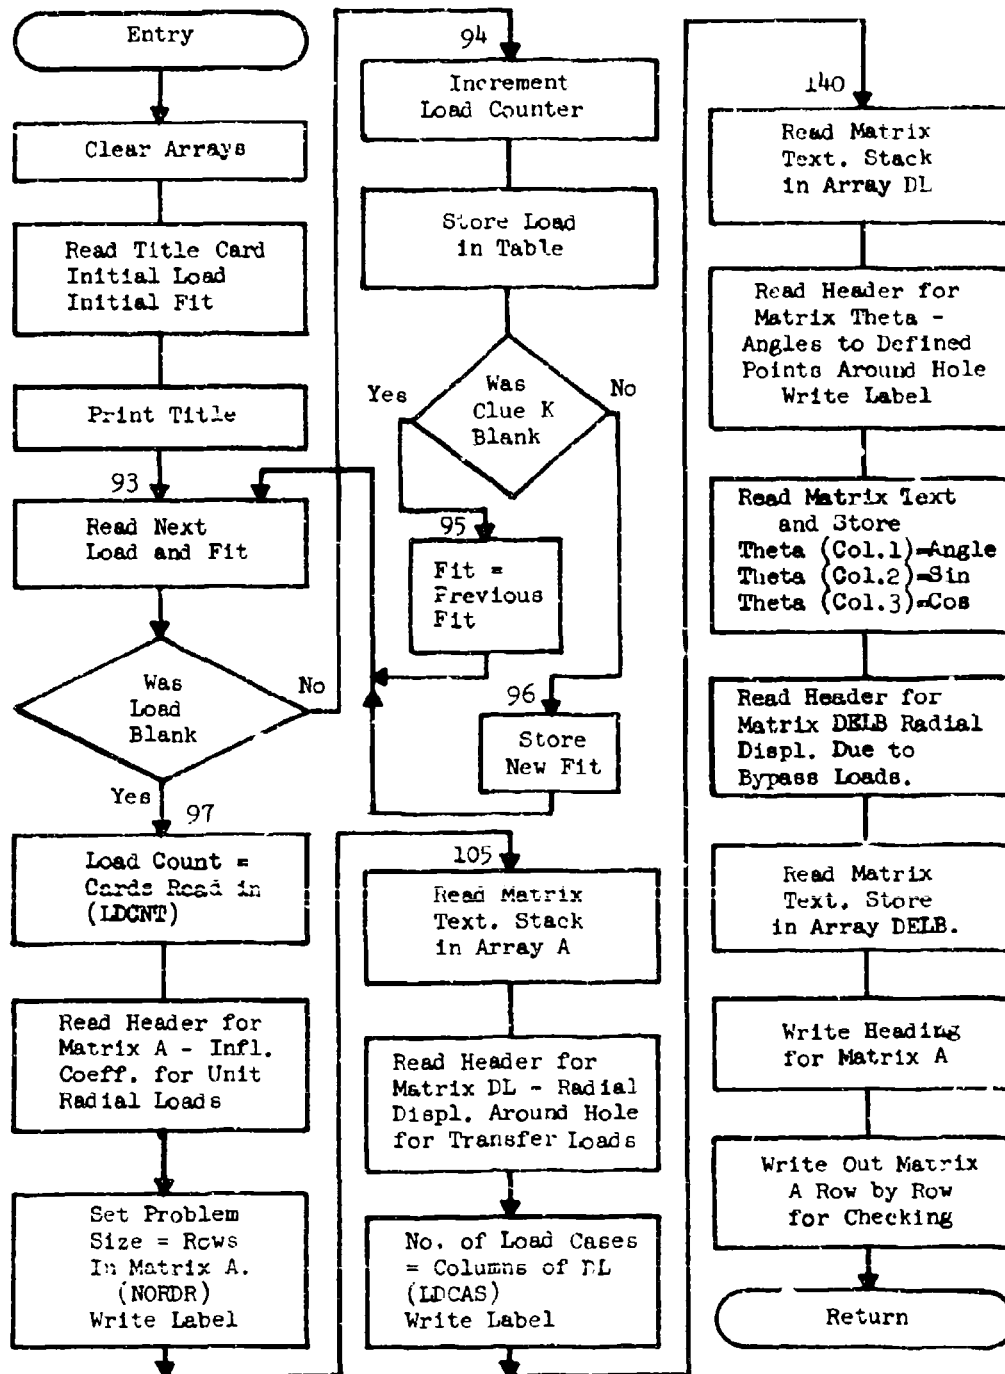 Entry
Clear Arrays
Read Title Card
Initial Load
Initial Fit
Print Title
93
Read Next
Load and Fit
Was
Load
Blank
No
Yes
97
Load Count =
Cards Read in
(LDCNT)
Read Header for
Matrix A - Infl.
Coeff. for Unit
Radial Loads
Set Problem
Size = Rows
In Matrix A.
(NORDR)
Write Label
94
Increment
Load Counter
Store Load
in Table
Was
Clue K
Blank
Yes
No
95
Fit =
Previous
Fit
96
Store
New Fit
105
Read Matrix
Text. Stack
in Array A
Read Header for
Matrix DL - Radial
Displ. Around Hole
for Transfer Loads
No. of Load Cases
= Columns of DL
(LDCAS)
Write Label
140
Read Matrix
Text. Stack
in Array DL
Read Header for
Matrix Theta -
Angles to Defined
Points Around Hole
Write Label
Read Matrix Text
and Store
Theta (Col.1)=Angle
Theta (Col.2)=Sin
Theta (Col.3)=Cos
Read Header for
Matrix DELB Radial
Displ. Due to
Bypass Loads.
Read Matrix
Text. Store
in Array DELB.
Write Heading
for Matrix A
Write Out Matrix
A Row by Row
for Checking
Return